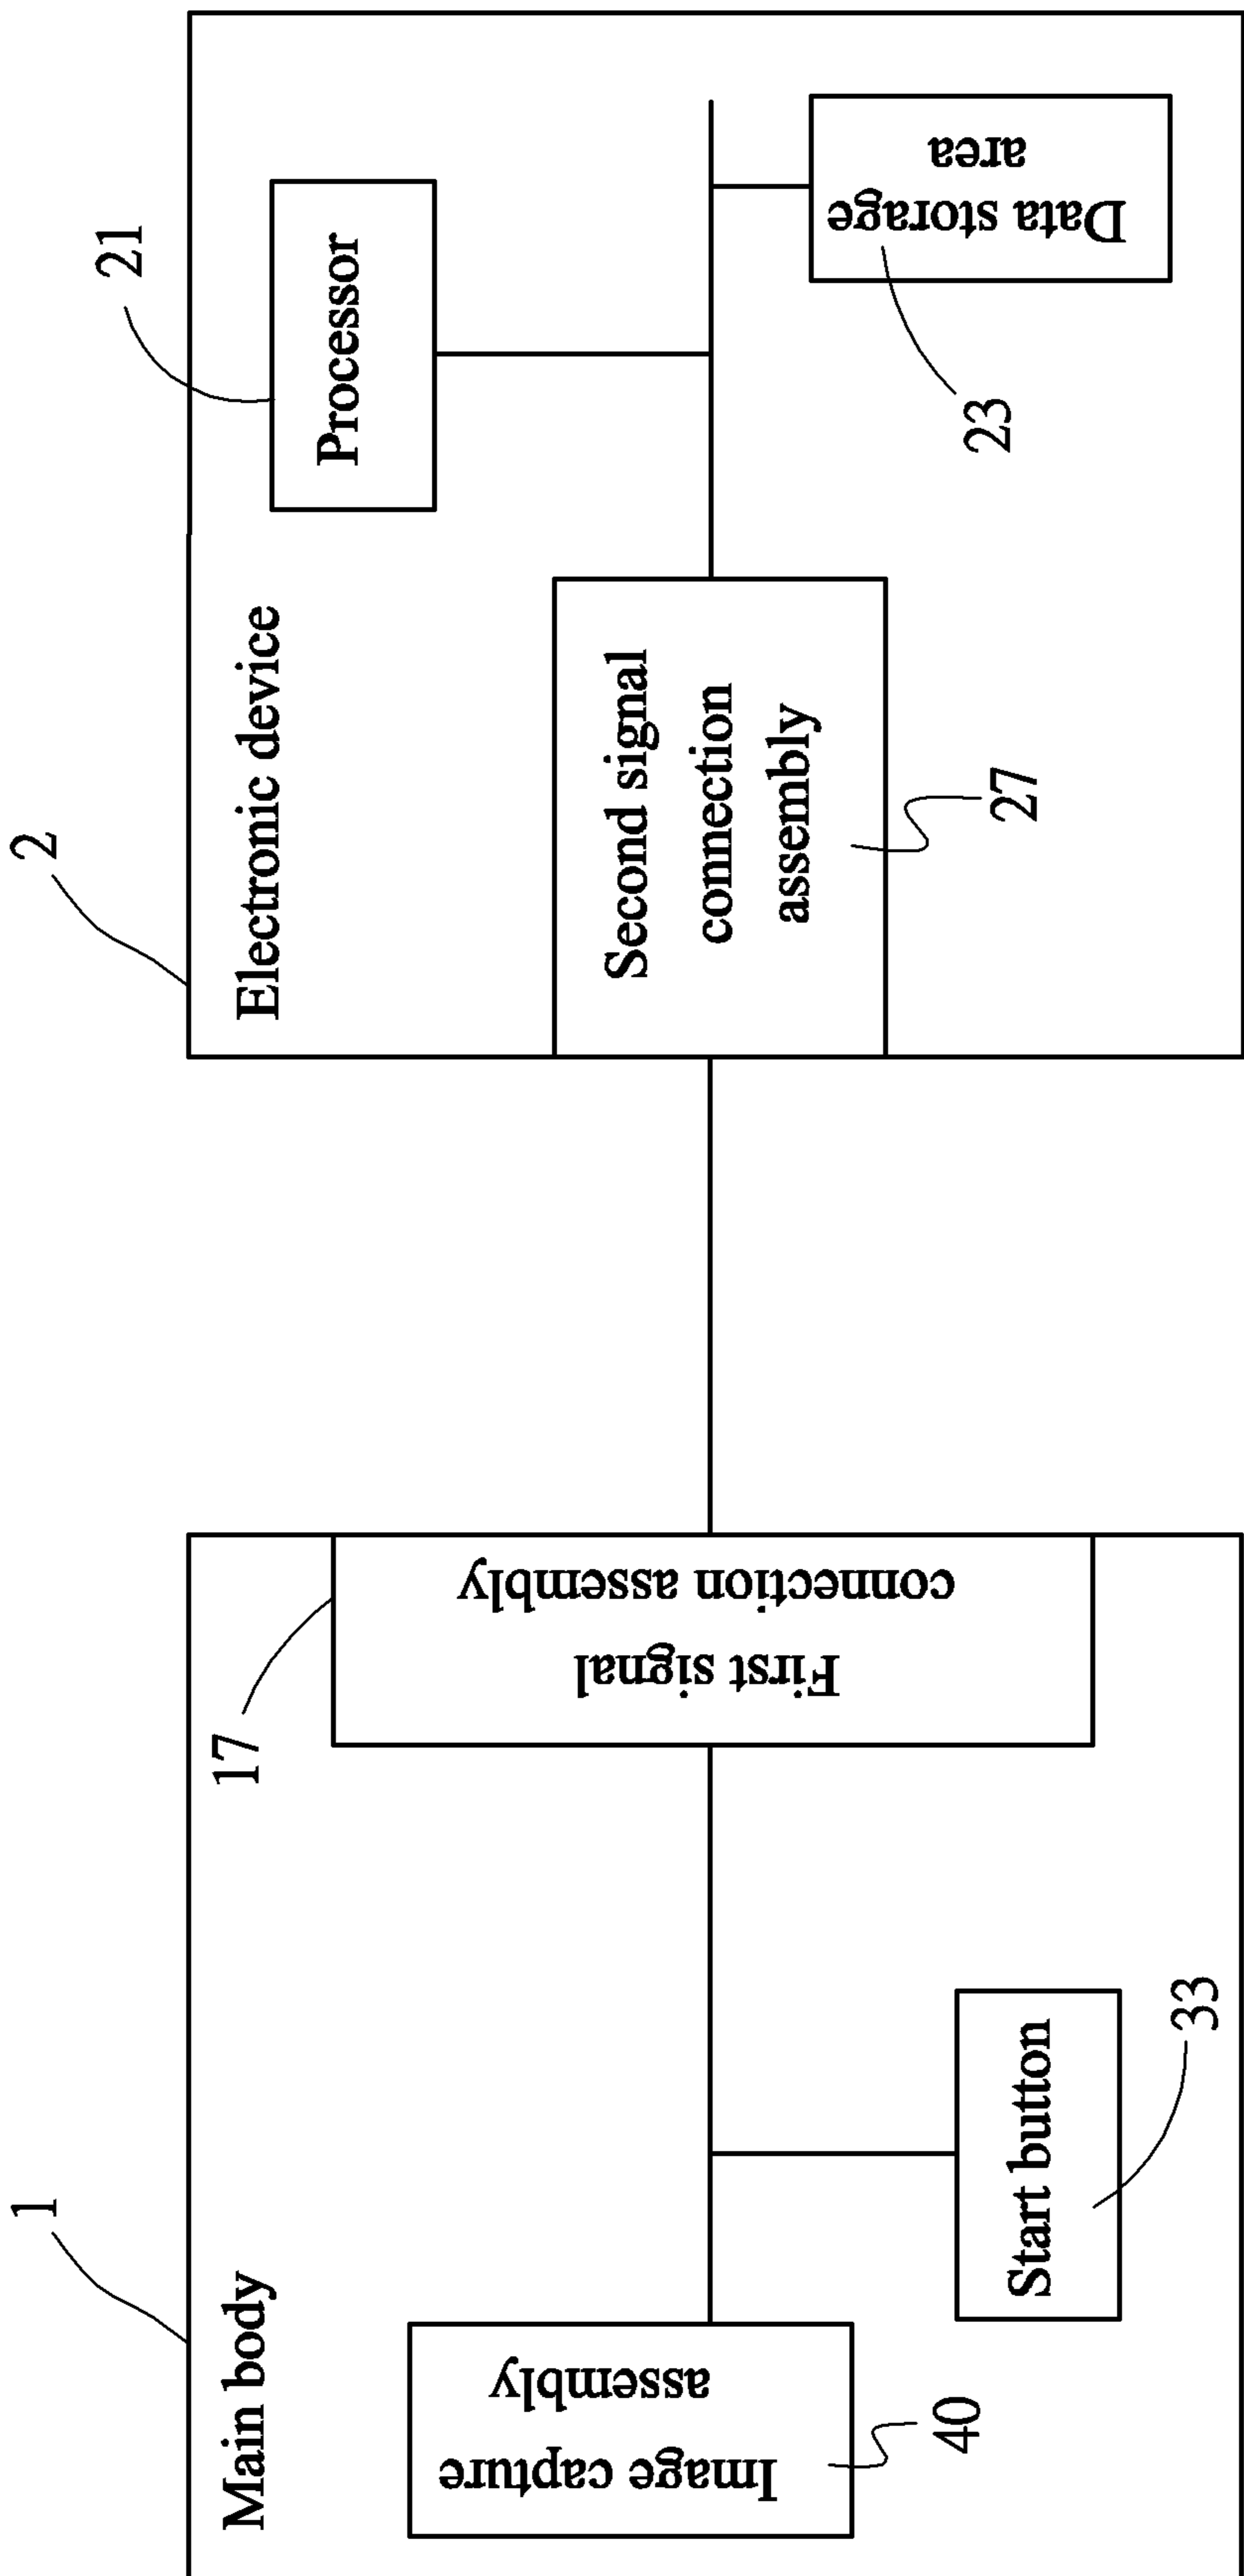 1
Main body
Image capture
assembly
40
Start button
33
17
First signal
connection assembly
2
Electronic device
Second signal
connection
assembly
27
21
Processor
Data storage
area
23